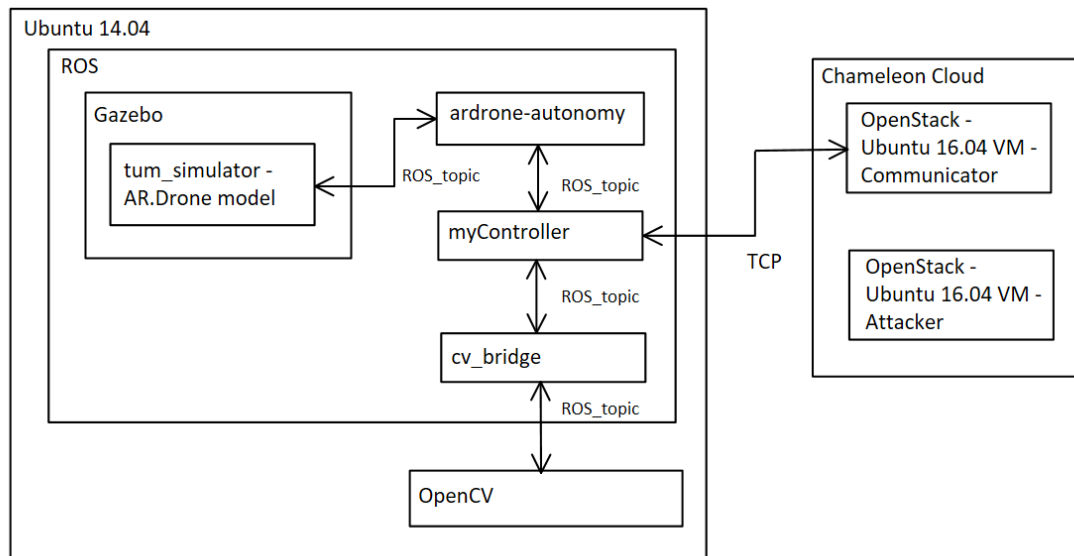 Ubuntu 14.04
ROS
Gazebo
tum_simulator -
AR.Drone model
ROS_topic
ardrone-autonomy
ROS_topic
myController
ROS_topic
cv_bridge
ROS_topic
OpenCV
TCP
Chameleon Cloud
OpenStack -
Ubuntu 16.04 VM -
Communicator
OpenStack -
Ubuntu 16.04 VM -
Attacker